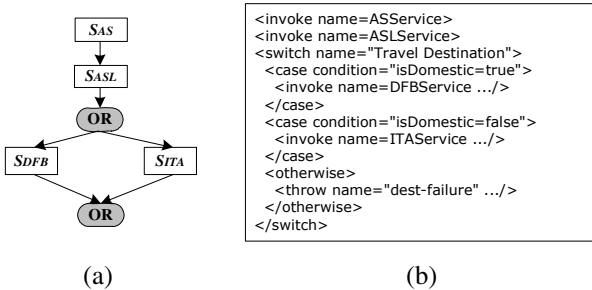 SAS
SASL
OR
SDFB
SITA
OR
(a)
<invoke name=ASService>
<invoke name=ASLService>
<switch name="Travel Destination">
<case condition="isDomestic=true">
<invoke name=DFBService .../>
</case>
<case condition="isDomestic=false">
<invoke name=ITAService .../>
</case>
<otherwise>
<throw name="dest-failure" .../>
</otherwise>
</switch>
(b)